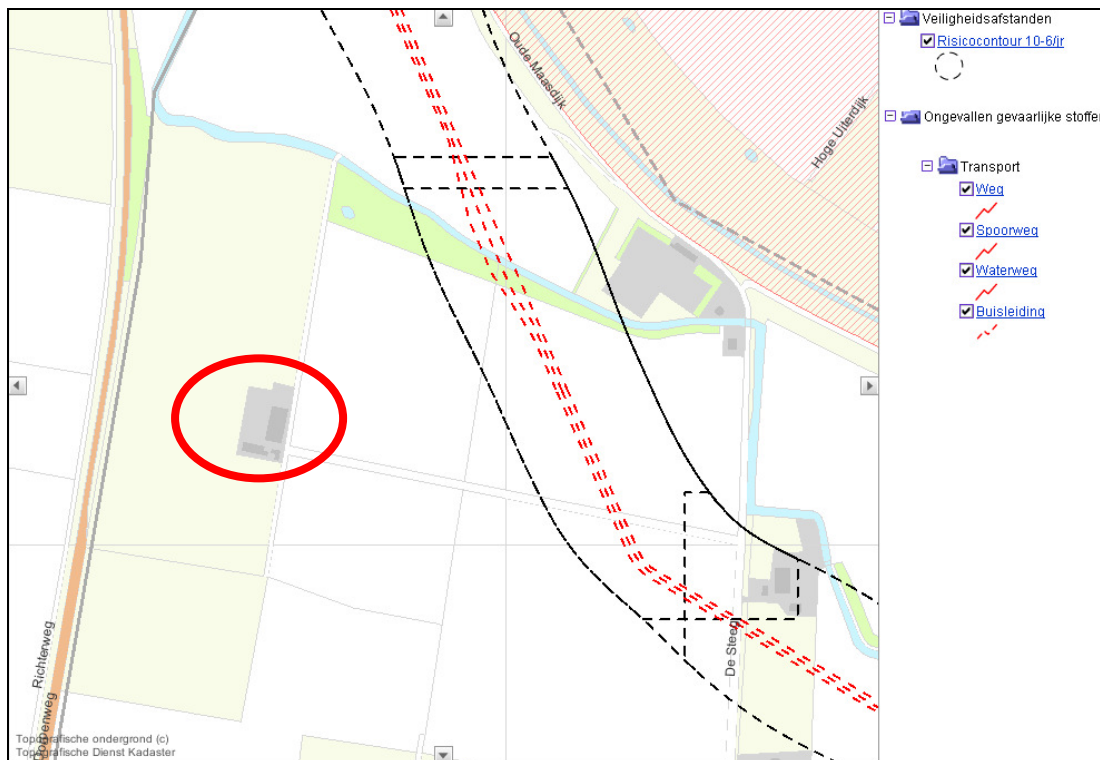 Oude Maasdijk
Hoge Uiterdijk
Richterweg
De Steeg
Topografische ondergrond (c)
Topografische Dienst Kadaster
Veiligheidsafstanden
Risicocontour 10-6/jr
Ongevallen gevaarlijke stoffen
Transport
Weg
Spoorweg
Waterweg
Buisleiding